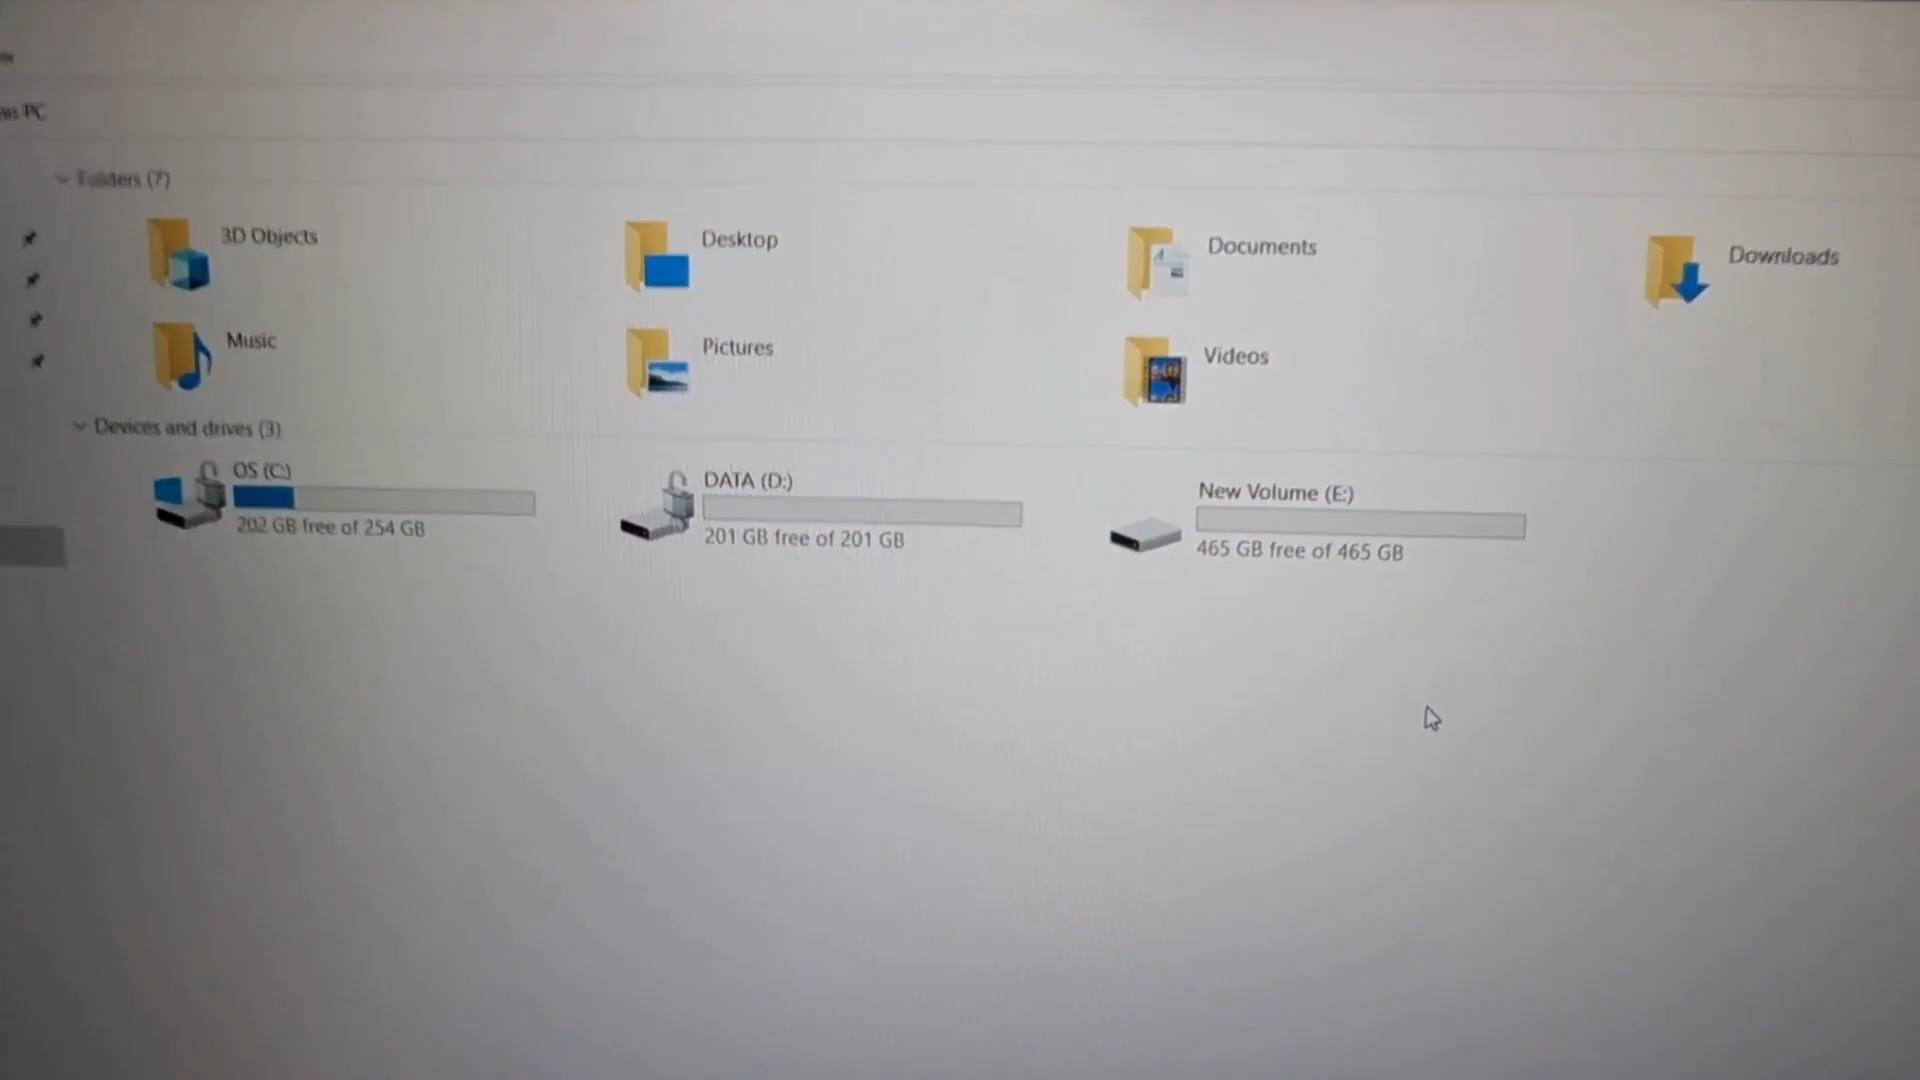 PC
Folders (7)
3D Objects
Desktop
Documents
Downloads
Music
Pictures
Videos
Devices and drives (3)
OS (C:)
202 GB free of 254 GB
DATA (D:)
201 GB free of 201 GB
New Volume (E:)
465 GB free of 465 GB